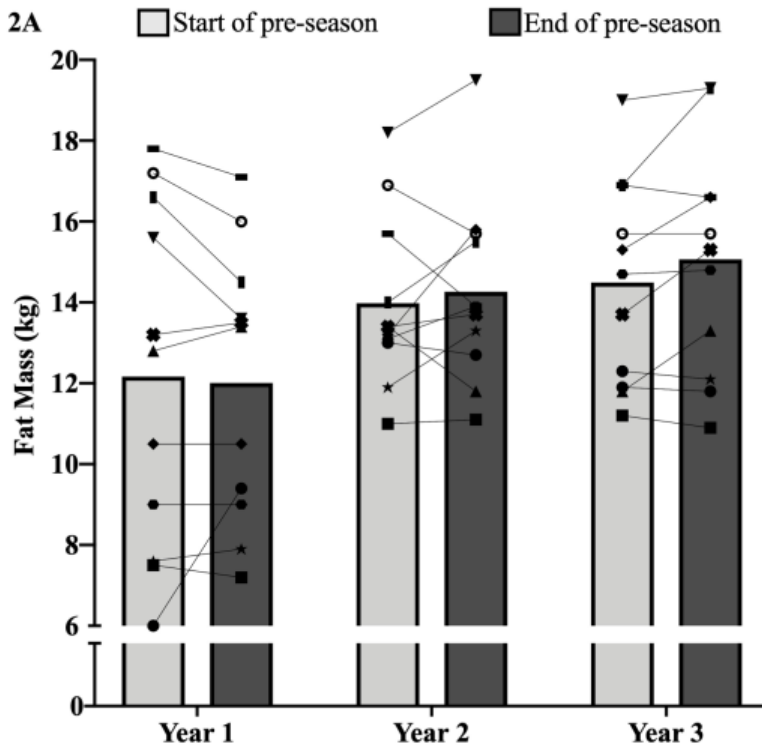 2A
Start of pre-season
End of pre-season
Fat Mass (kg)
20
18
16
14
12
10
8
6
0
Year 1
Year 2
Year 3